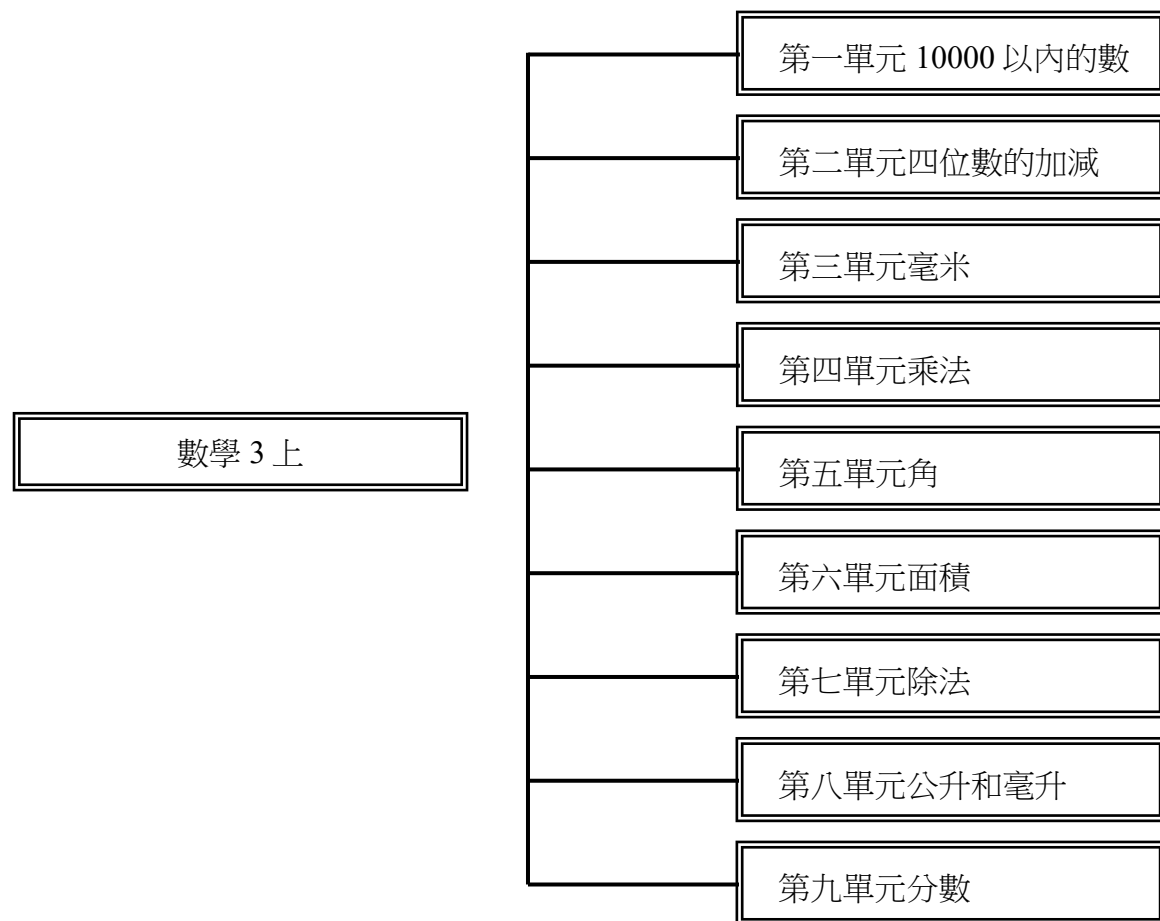 第一單元 10000 以內的數
第二單元四位數的加減
第三單元毫米
第四單元乘法
數學 3 上
第五單元角
第六單元面積
第七單元除法
第八單元公升和毫升
第九單元分數